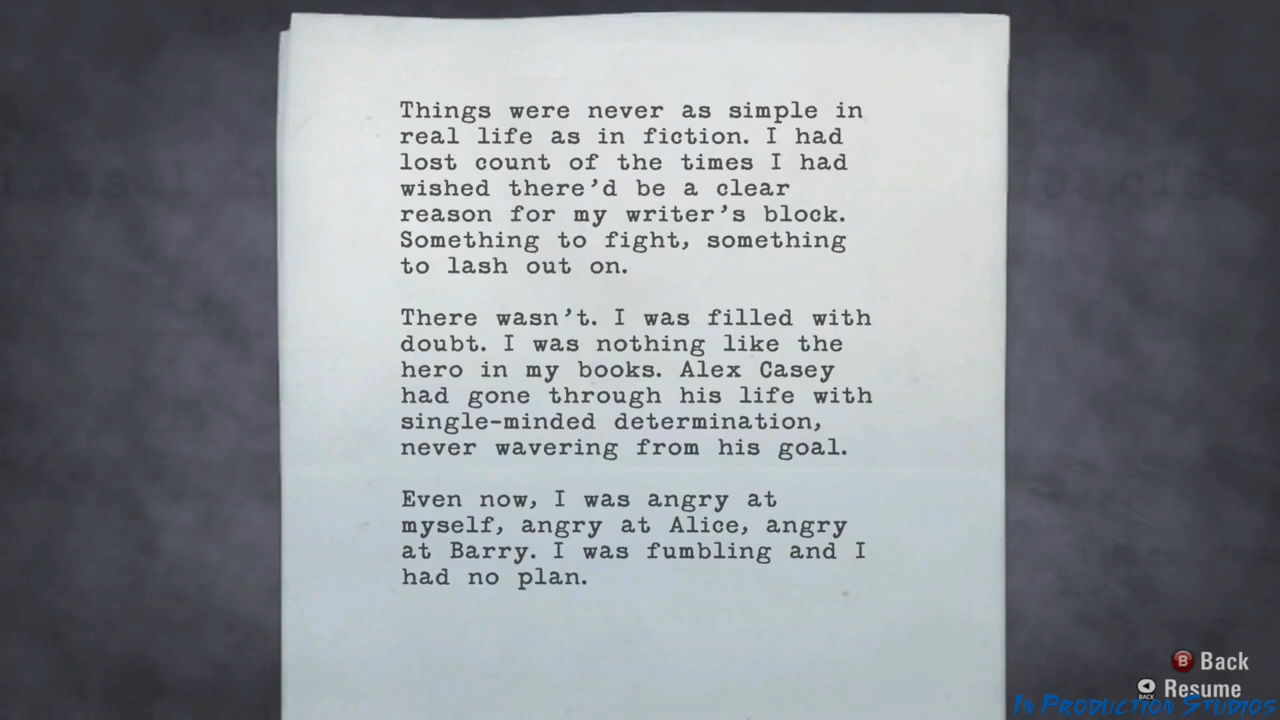 Things were never as simple in
real life as in fiction. I had
lost count of the times I had
wished there'd be a clear
reason for my writer's block.
Something to fight, something
to lash out on.
There wasn't. I was filled with
doubt. I was nothing like the
hero in my books. Alex Casey
had gone through his life with
single-minded determination,
never wavering from his goal.
Even now, I was angry at
myself, angry at Alice, angry
at Barry. I was fumbling and I
had no plan.
B Back
BACK Resume
In Production Studios